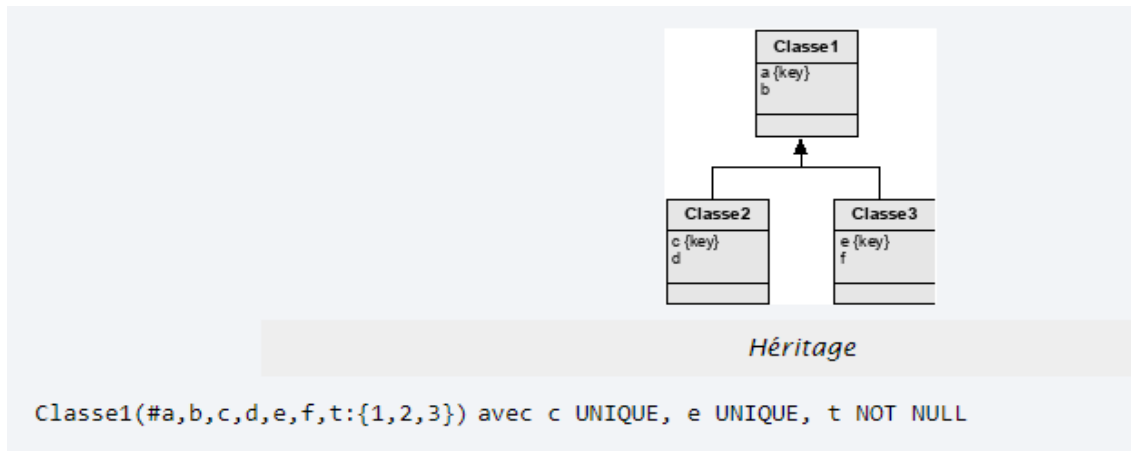 Classe1
a {key}
b
Classe2
c {key}
d
Classe3
e {key}
f
Héritage
Classe1(#a,b,c,d,e,f,t:{1,2,3}) avec c UNIQUE, e UNIQUE, t NOT NULL